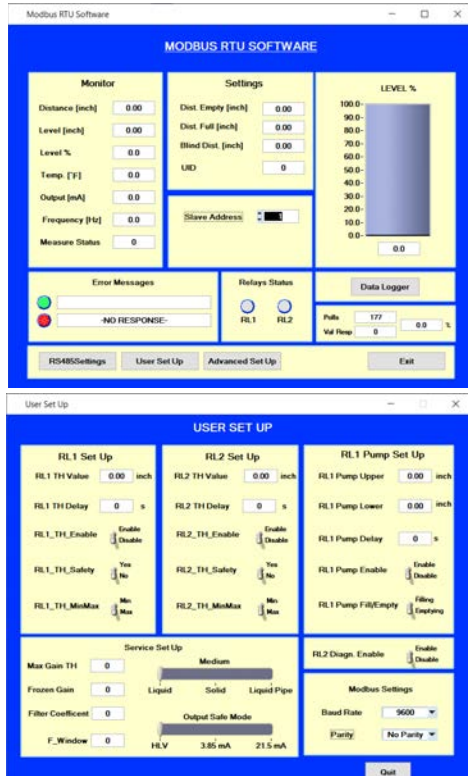 Modbus RTU Software
MODBUS RTU SOFTWARE
Monitor
Distance [inch] 0.00
Level [inch] 0.00
Level % 0.0
Temp. [°F] 0.0
Output [mA] 0.0
Frequency [Hz] 0.0
Measure Status 0
Settings
Dist. Empty [inch] 0.00
Dist. Full [inch] 0.00
Blind Dist. [inch] 0.00
UID 0
Slave Address 1
LEVEL %
100.0-
90.0-
80.0-
70.0-
60.0-
50.0-
40.0-
30.0-
20.0-
10.0-
0.0-
0.0
Error Messages
-NO RESPONSE-
Relays Status
RL1 RL2
Data Logger
Polls 177
Val Resp 0
0.0 %
RS485Settings User Set Up Advanced Set Up Exit
User Set Up
USER SET UP
RL1 Set Up
RL1 TH Value 0.00 inch
RL1 TH Delay 0 s
RL1_TH_Enable Enable
Disable
RL1_TH_Safety Yes
No
RL1_TH_MinMax Min
Max
RL2 Set Up
RL2 TH Value 0.00 inch
RL2 TH Delay 0 s
RL2_TH_Enable Enable
Disable
RL2_TH_Safety Yes
No
RL2_TH_MinMax Min
Max
RL1 Pump Set Up
RL1 Pump Upper 0.00 inch
RL1 Pump Lower 0.00 inch
RL1 Pump Delay 0 s
RL1 Pump Enable Enable
Disable
RL1 Pump Fill/Empty Filling
Emptying
Service Set Up
Max Gain TH 0
Frozen Gain 0
Filter Coefficent 0
F_Window 0
Medium
Liquid Solid Liquid Pipe
Output Safe Mode
HLV 3.85 mA 21.5 mA
RL2 Diagn. Enable Enable
Disable
Modbus Settings
Baud Rate 9600
Parity No Parity
Quit